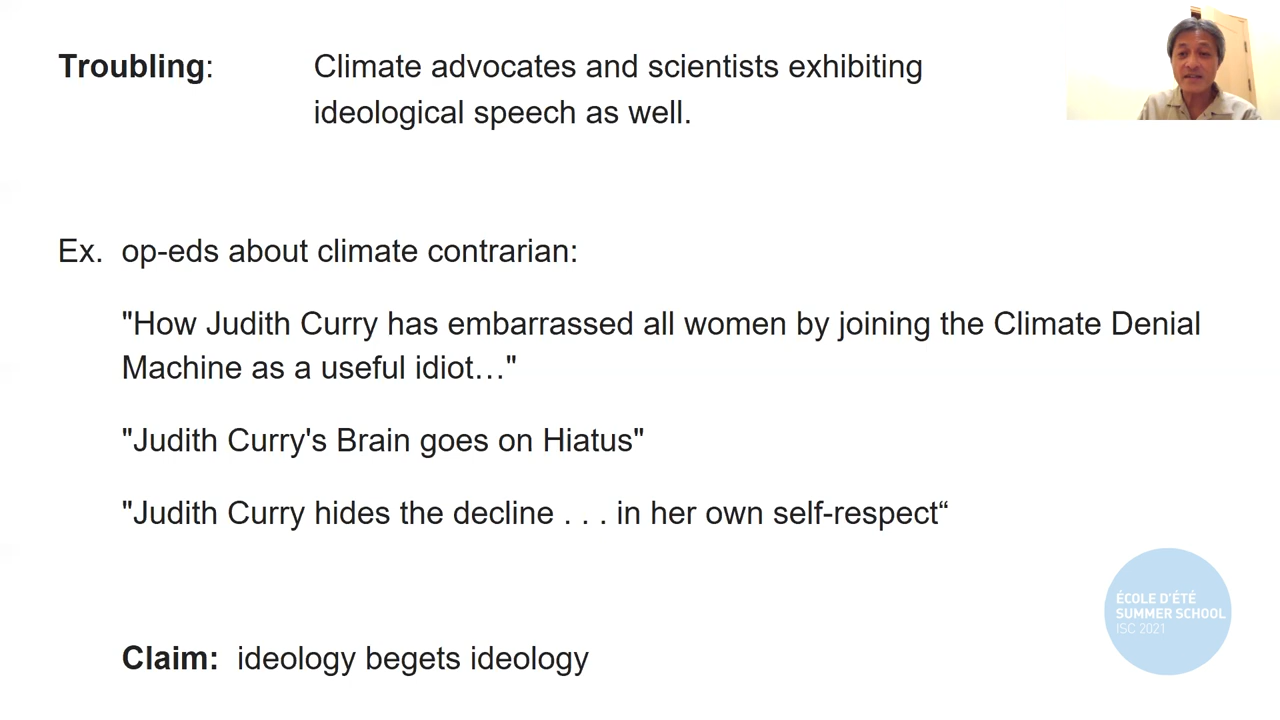 Troubling: Climate advocates and scientists exhibiting
ideological speech as well.
Ex. op-eds about climate contrarian:
"How Judith Curry has embarrassed all women by joining the Climate Denial
Machine as a useful idiot…"
"Judith Curry's Brain goes on Hiatus"
"Judith Curry hides the decline . . . in her own self-respect“
ÉCOLE D'ÉTÉ
SUMMER SCHOOL
ISC 2021
Claim: ideology begets ideology